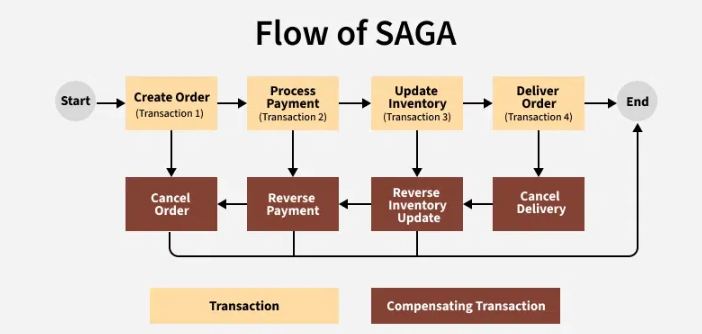 Flow of SAGA
Start
Create Order
(Transaction 1)
Process
Payment
(Transaction 2)
Update
Inventory
(Transaction 3)
Deliver
Order
(Transaction 4)
End
Cancel
Order
Reverse
Payment
Reverse
Inventory
Update
Cancel
Delivery
Transaction
Compensating Transaction